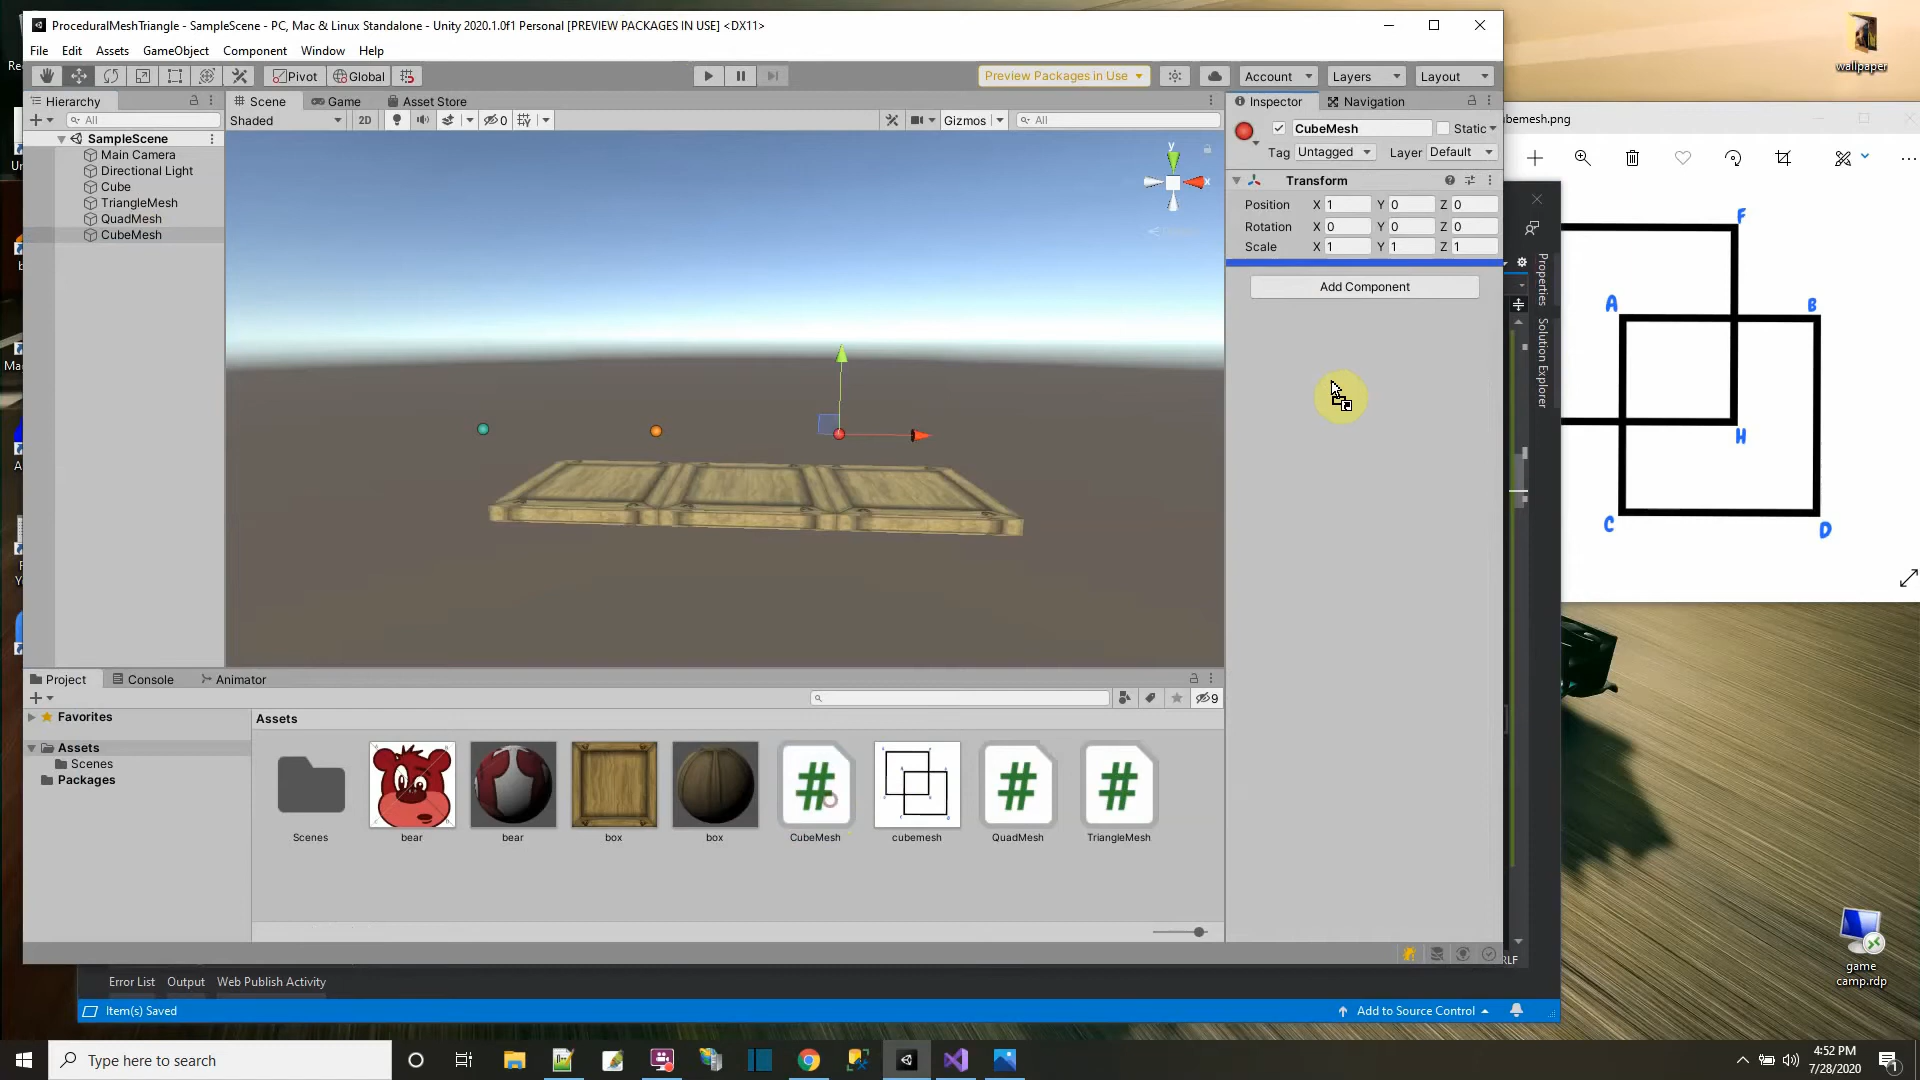 ProceduralMeshTriangle - SampleScene - PC, Mac & Linux Standalone - Unity 2020.1.0f1 Personal [PREVIEW PACKAGES IN USE] <DX11>
File Edit Assets GameObject Component Window Help
Pivot Global
Preview Packages in Use Account Layers Layout
Hierarchy
All
SampleScene
Main Camera
Directional Light
Cube
TriangleMesh
QuadMesh
CubeMesh
Scene Game Asset Store
Shaded 2D 0 Gizmos All
y
x
Inspector Navigation
CubeMesh Static
Tag Untagged Layer Default
Transform
Position X 1 Y 0 Z 0
Rotation X 0 Y 0 Z 0
Scale X 1 Y 1 Z 1
Add Component
Project Console Animator
9
Favorites
Assets
Scenes
Packages
Assets
Scenes
bear
bear
box
box
CubeMesh
cubemesh
QuadMesh
TriangleMesh
wallpaper
Properties
Solution Explorer
F
A
B
H
C
D
game
camp.rdp
Error List Output Web Publish Activity
Item(s) Saved
Add to Source Control
Type here to search
4:52 PM
7/28/2020
1